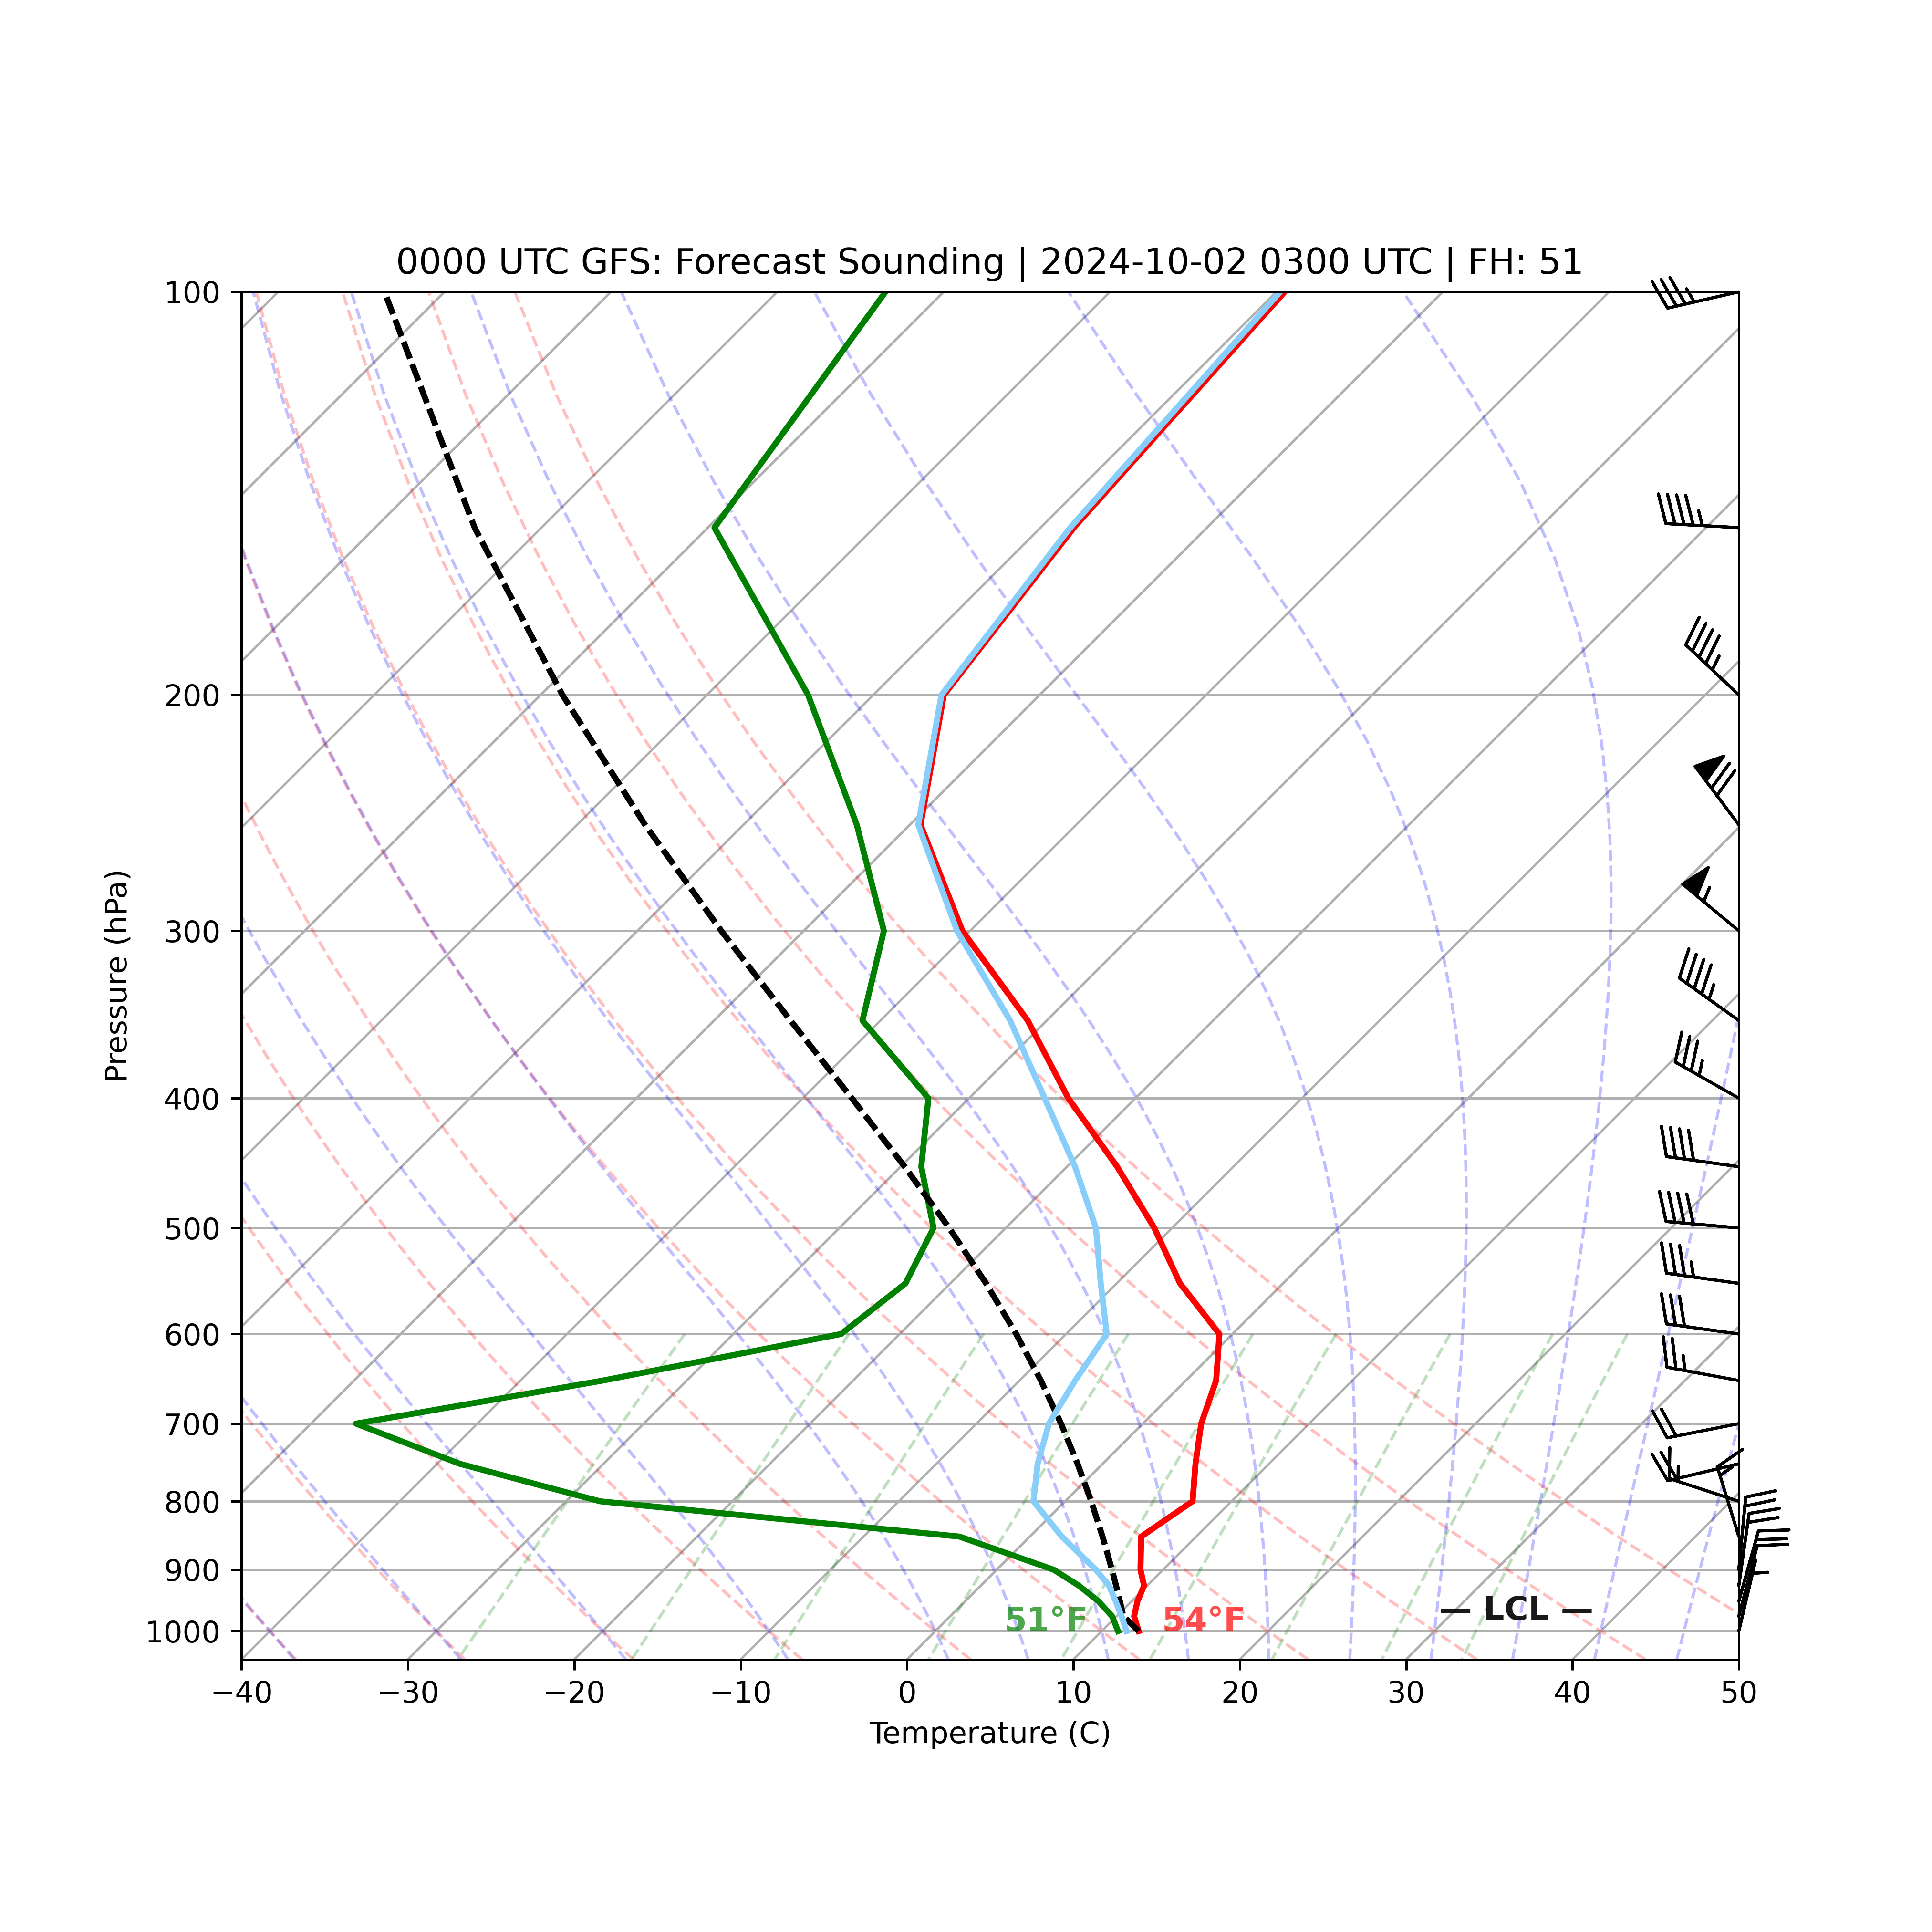 0000 UTC GFS: Forecast Sounding | 2024-10-02 0300 UTC | FH: 51
100
200
300
400
500
600
700
800
900
1000
Pressure (hPa)
51°F 54°F — LCL —
−40 −30 −20 −10 0 10 20 30 40 50
Temperature (C)